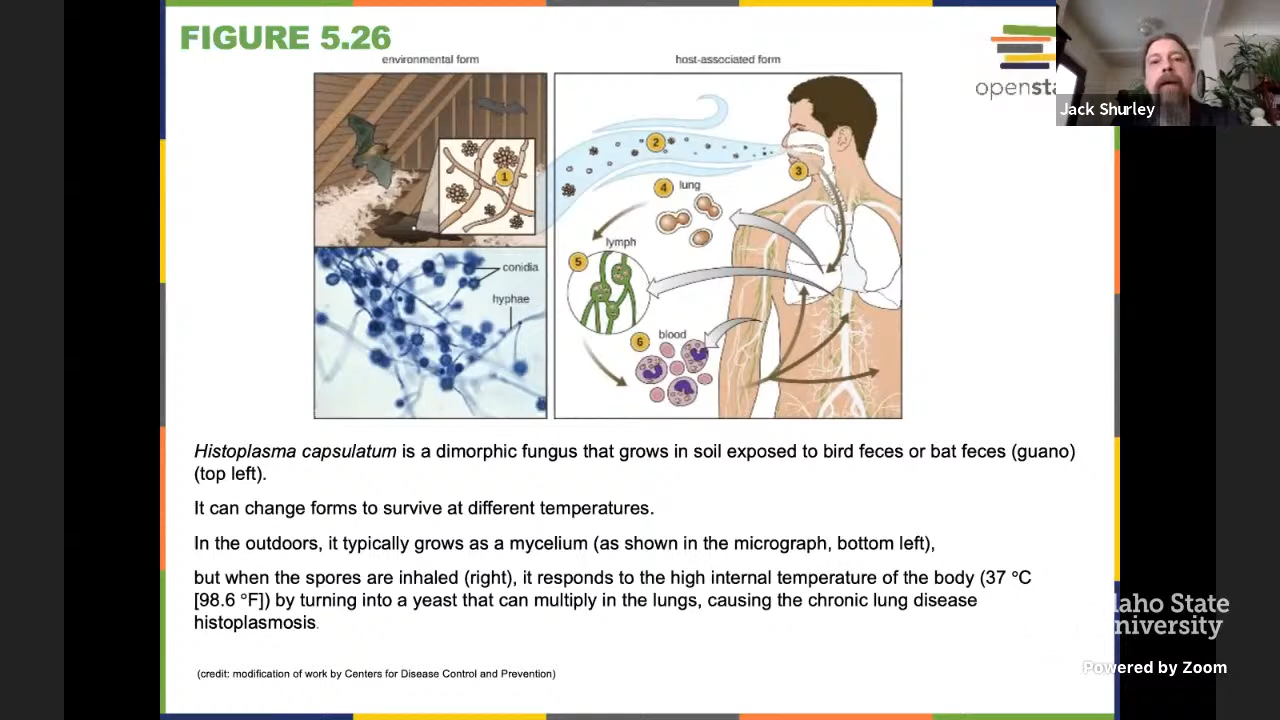 FIGURE 5.26
environmental form
host-associated form
opensta
Jack Shurley
1
2
3
4
lung
lymph
5
conidia
hyphae
6
blood
Histoplasma capsulatum is a dimorphic fungus that grows in soil exposed to bird feces or bat feces (guano)
(top left).
It can change forms to survive at different temperatures.
In the outdoors, it typically grows as a mycelium (as shown in the micrograph, bottom left),
but when the spores are inhaled (right), it responds to the high internal temperature of the body (37 °C
[98.6 °F]) by turning into a yeast that can multiply in the lungs, causing the chronic lung disease
histoplasmosis.
(credit: modification of work by Centers for Disease Control and Prevention)
daho State
University
Powered by Zoom